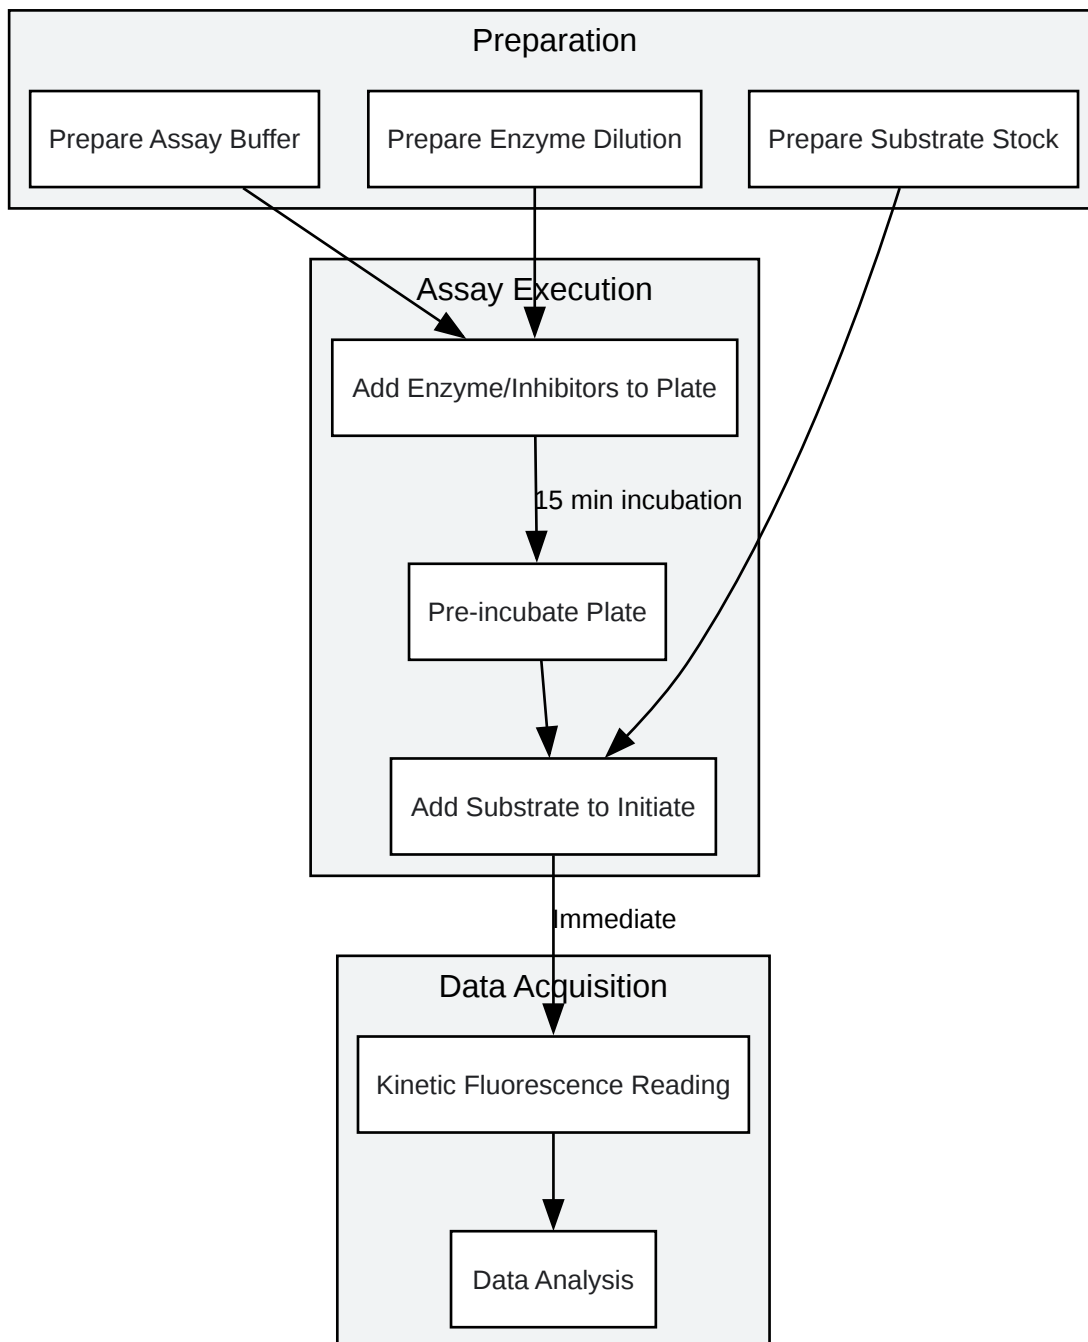 Preparation
Prepare Assay Buffer
Prepare Enzyme Dilution
Prepare Substrate Stock
Assay Execution
Add Enzyme/Inhibitors to Plate
15 min incubation
Pre-incubate Plate
Add Substrate to Initiate
Immediate
Data Acquisition
Kinetic Fluorescence Reading
Data Analysis